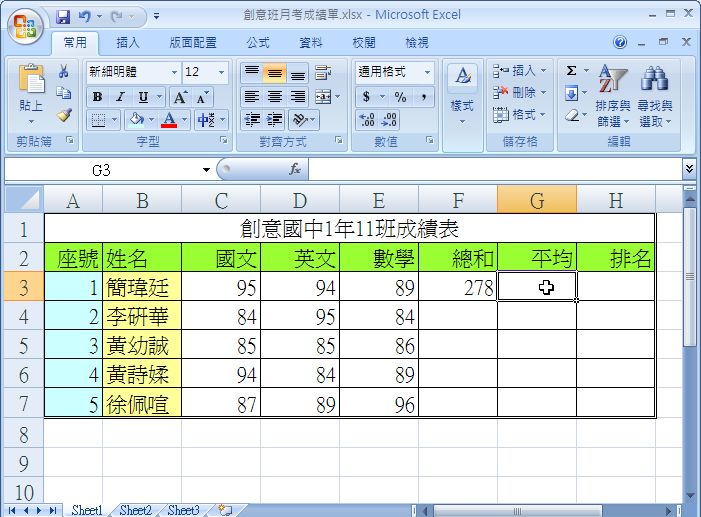 創意班月考成績單.xlsx - Microsoft Excel
常用 插入 版面配置 公式 資料 校閱 檢視
新細明體 12 通用格式 插入 Σ
貼上 B I U A A 樣式 刪除 排序與篩選 尋找與選取
A 中 $ % , 格式
剪貼簿 字型 對齊方式 數值 儲存格 編輯
G3 fx
A B C D E F G H
1 創意國中1年11班成績表
2 座號 姓名 國文 英文 數學 總和 平均 排名
3 1 簡瑋廷 95 94 89 278
4 2 李硏華 84 95 84
5 3 黃幼誠 85 85 86
6 4 黃詩媃 94 84 89
7 5 徐佩喧 87 89 96
8
9
10
Sheet1 Sheet2 Sheet3